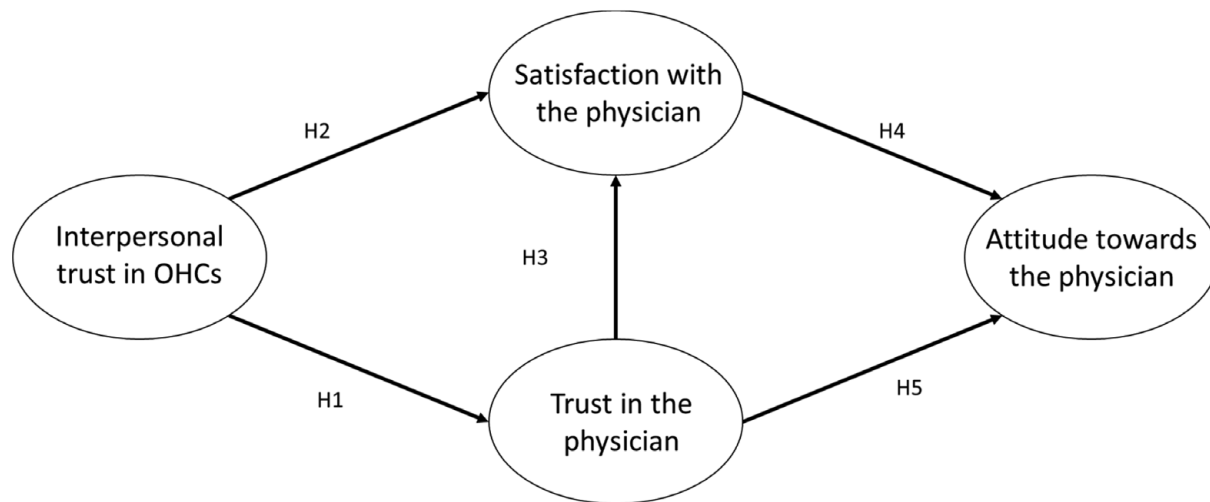 Satisfaction with
the physician
H2
H4
Interpersonal
trust in OHCs
H3
Attitude towards
the physician
H1
Trust in the
physician
H5